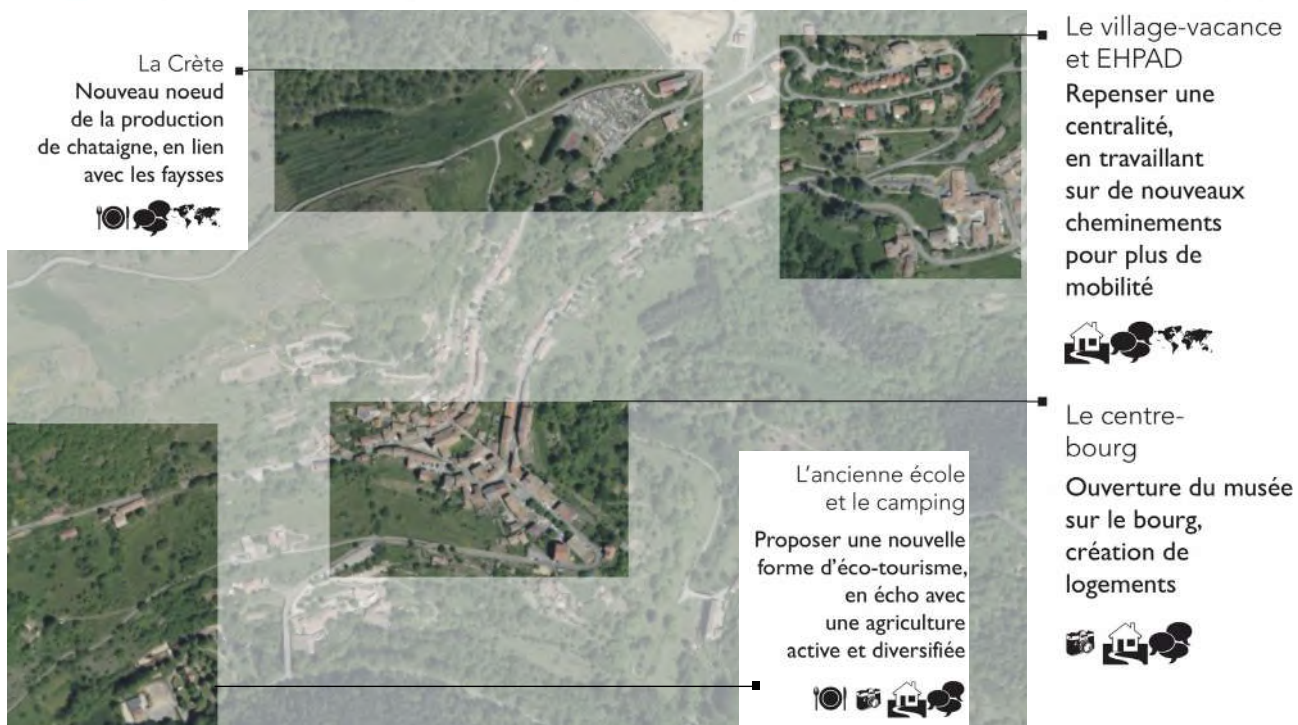 La Crète
Nouveau noeud
de la production
de chataigne, en lien
avec les faysses
Le village-vacance
et EHPAD
Repenser une
centralité,
en travaillant
sur de nouveaux
cheminements
pour plus de
mobilité
Le centre-
bourg
Ouverture du musée
sur le bourg,
création de
logements
L'ancienne école
et le camping
Proposer une nouvelle
forme d'éco-tourisme,
en écho avec
une agriculture
active et diversifiée